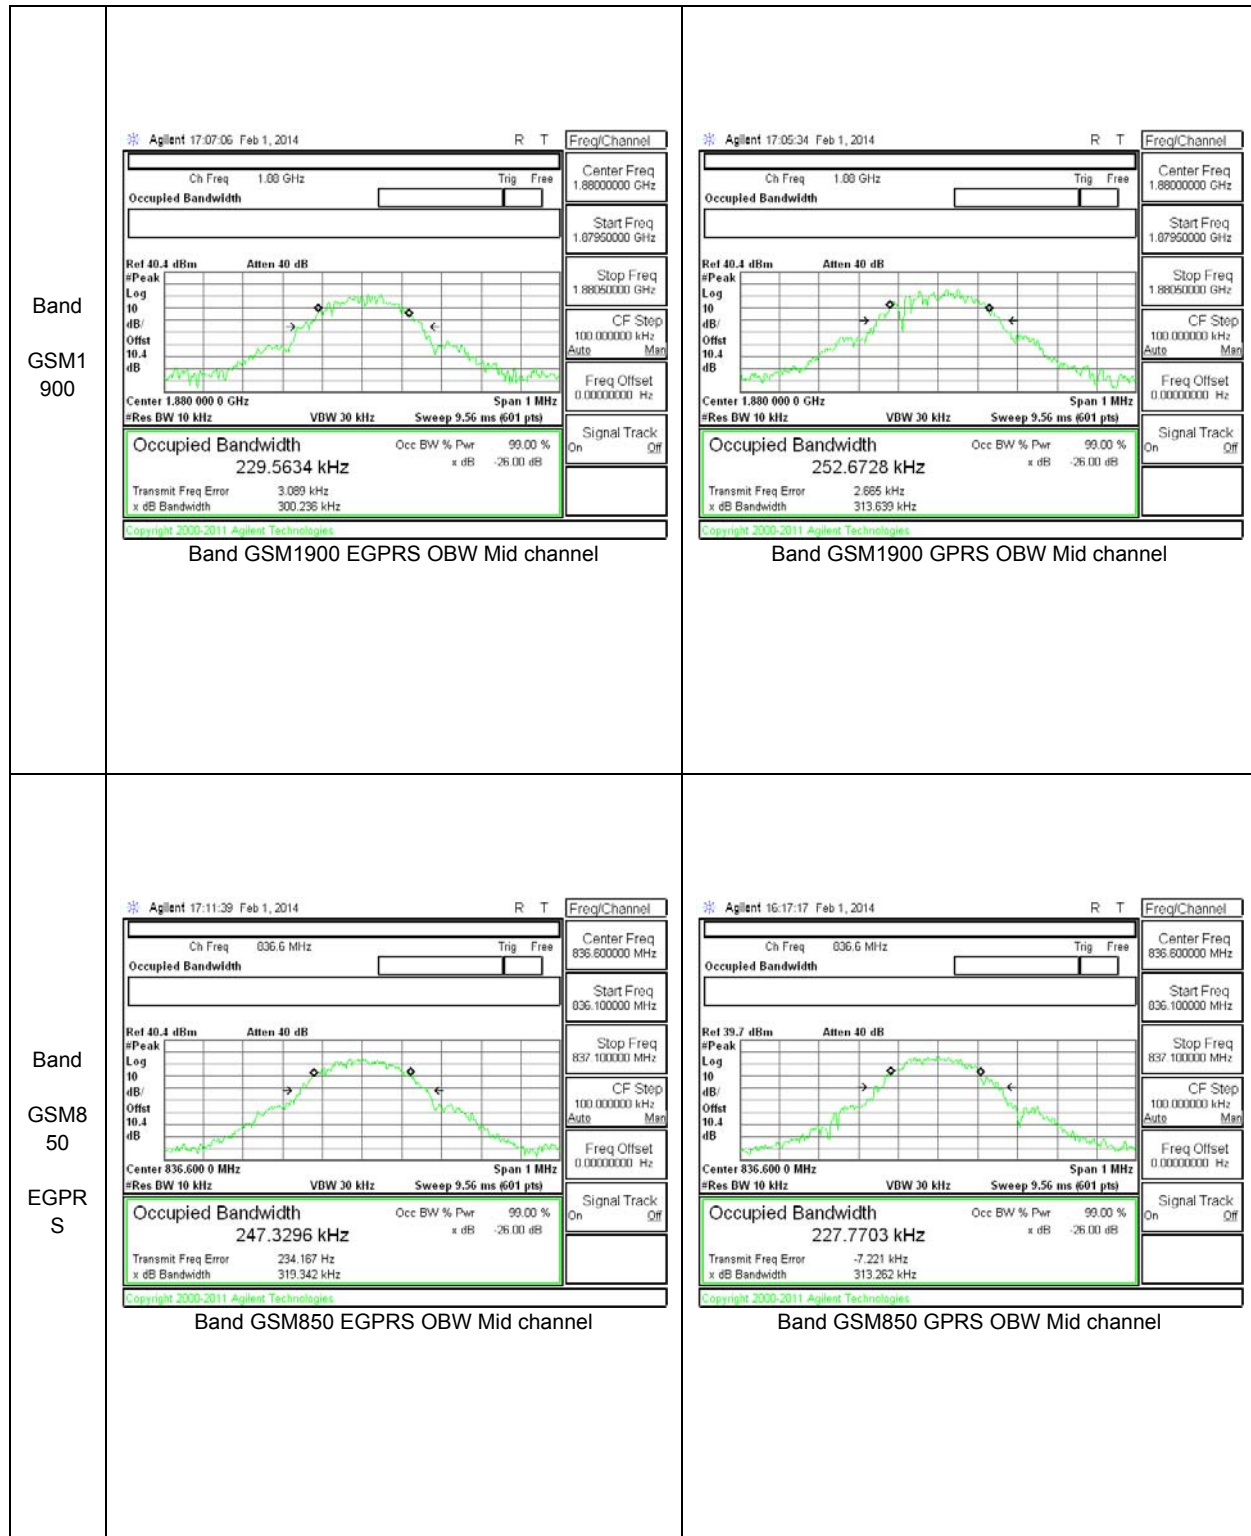 Band
GSM1
900
Agilent 17:07:06 Feb 1, 2014 R T
Freq/Channel
Ch Freq 1.88 GHz Trig Free
Occupied Bandwidth
Center Freq
1.88000000 GHz
Start Freq
1.87950000 GHz
Stop Freq
1.88050000 GHz
CF Step
100.000000 kHz
Auto Man
Freq Offset
0.00000000 Hz
Signal Track
On Off
Ref 40.4 dBm Atten 40 dB
#Peak
Log
10
dB/
Offst
10.4
dB
Center 1.880 000 0 GHz Span 1 MHz
#Res BW 10 kHz VBW 30 kHz Sweep 9.56 ms (601 pts)
Occupied Bandwidth Occ BW % Pwr 99.00 %
229.5634 kHz x dB -26.00 dB
Transmit Freq Error 3.089 kHz
x dB Bandwidth 300.236 kHz
Copyright 2000-2011 Agilent Technologies
Band GSM1900 EGPRS OBW Mid channel
Agilent 17:05:34 Feb 1, 2014 R T
Freq/Channel
Ch Freq 1.88 GHz Trig Free
Occupied Bandwidth
Center Freq
1.88000000 GHz
Start Freq
1.87950000 GHz
Stop Freq
1.88050000 GHz
CF Step
100.000000 kHz
Auto Man
Freq Offset
0.00000000 Hz
Signal Track
On Off
Ref 40.4 dBm Atten 40 dB
#Peak
Log
10
dB/
Offst
10.4
dB
Center 1.880 000 0 GHz Span 1 MHz
#Res BW 10 kHz VBW 30 kHz Sweep 9.56 ms (601 pts)
Occupied Bandwidth Occ BW % Pwr 99.00 %
252.6728 kHz x dB -26.00 dB
Transmit Freq Error 2.665 kHz
x dB Bandwidth 313.639 kHz
Copyright 2000-2011 Agilent Technologies
Band GSM1900 GPRS OBW Mid channel
Band
GSM8
50
EGPR
S
Agilent 17:11:39 Feb 1, 2014 R T
Freq/Channel
Ch Freq 836.6 MHz Trig Free
Occupied Bandwidth
Center Freq
836.600000 MHz
Start Freq
836.100000 MHz
Stop Freq
837.100000 MHz
CF Step
100.000000 kHz
Auto Man
Freq Offset
0.00000000 Hz
Signal Track
On Off
Ref 40.4 dBm Atten 40 dB
#Peak
Log
10
dB/
Offst
10.4
dB
Center 836.600 0 MHz Span 1 MHz
#Res BW 10 kHz VBW 30 kHz Sweep 9.56 ms (601 pts)
Occupied Bandwidth Occ BW % Pwr 99.00 %
247.3296 kHz x dB -26.00 dB
Transmit Freq Error 234.167 Hz
x dB Bandwidth 319.342 kHz
Copyright 2000-2011 Agilent Technologies
Band GSM850 EGPRS OBW Mid channel
Agilent 16:17:17 Feb 1, 2014 R T
Freq/Channel
Ch Freq 836.6 MHz Trig Free
Occupied Bandwidth
Center Freq
836.600000 MHz
Start Freq
836.100000 MHz
Stop Freq
837.100000 MHz
CF Step
100.000000 kHz
Auto Man
Freq Offset
0.00000000 Hz
Signal Track
On Off
Ref 39.7 dBm Atten 40 dB
#Peak
Log
10
dB/
Offst
10.4
dB
Center 836.600 0 MHz Span 1 MHz
#Res BW 10 kHz VBW 30 kHz Sweep 9.56 ms (601 pts)
Occupied Bandwidth Occ BW % Pwr 99.00 %
227.7703 kHz x dB -26.00 dB
Transmit Freq Error -7.221 kHz
x dB Bandwidth 313.262 kHz
Copyright 2000-2011 Agilent Technologies
Band GSM850 GPRS OBW Mid channel